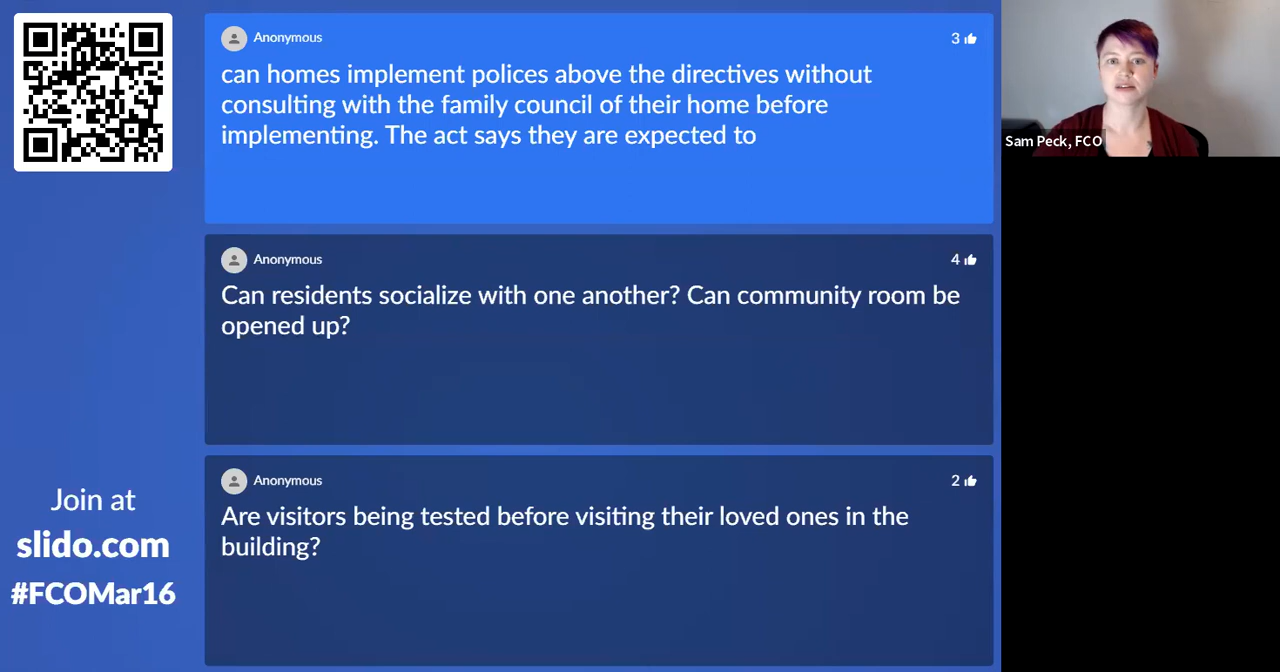 Anonymous
3
can homes implement polices above the directives without
consulting with the family council of their home before
implementing. The act says they are expected to
Anonymous
4
Can residents socialize with one another? Can community room be
opened up?
Anonymous
2
Are visitors being tested before visiting their loved ones in the
building?
Join at
slido.com
#FCOMar16
Sam Peck, FCO